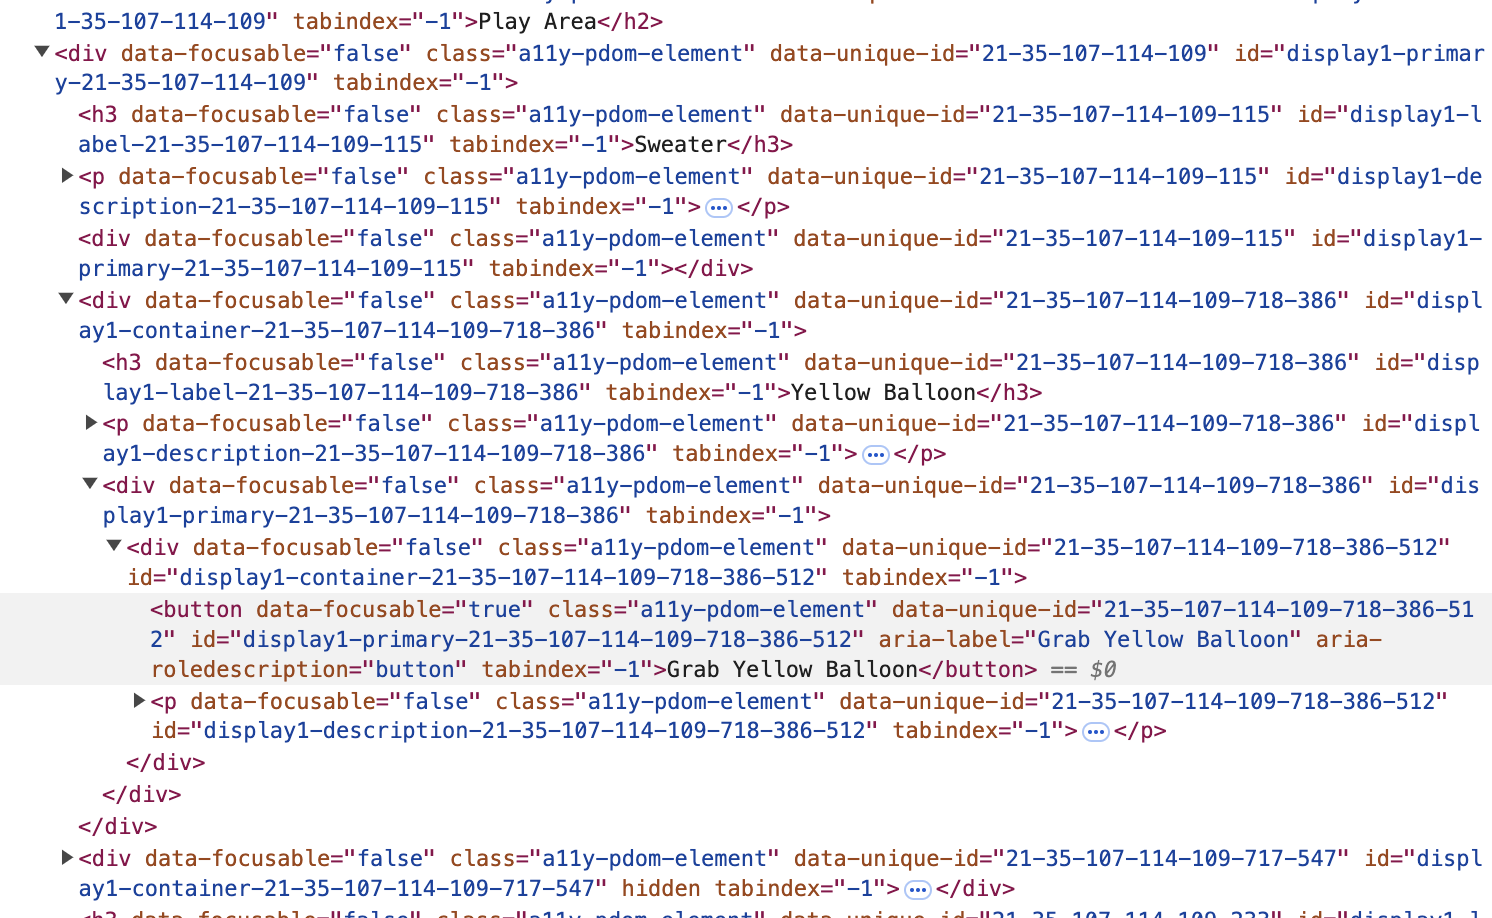 1-35-107-114-109" tabindex="-1">Play Area</h2>
▼<div data-focusable="false" class="a11y-pdom-element" data-unique-id="21-35-107-114-109" id="display1-primar
y-21-35-107-114-109" tabindex="-1">
<h3 data-focusable="false" class="a11y-pdom-element" data-unique-id="21-35-107-114-109-115" id="display1-l
abel-21-35-107-114-109-115" tabindex="-1">Sweater</h3>
▶<p data-focusable="false" class="a11y-pdom-element" data-unique-id="21-35-107-114-109-115" id="display1-de
scription-21-35-107-114-109-115" tabindex="-1">•••</p>
<div data-focusable="false" class="a11y-pdom-element" data-unique-id="21-35-107-114-109-115" id="display1-
primary-21-35-107-114-109-115" tabindex="-1"></div>
▼<div data-focusable="false" class="a11y-pdom-element" data-unique-id="21-35-107-114-109-718-386" id="displ
ay1-container-21-35-107-114-109-718-386" tabindex="-1">
<h3 data-focusable="false" class="a11y-pdom-element" data-unique-id="21-35-107-114-109-718-386" id="disp
lay1-label-21-35-107-114-109-718-386" tabindex="-1">Yellow Balloon</h3>
▶<p data-focusable="false" class="a11y-pdom-element" data-unique-id="21-35-107-114-109-718-386" id="displ
ay1-description-21-35-107-114-109-718-386" tabindex="-1">•••</p>
▼<div data-focusable="false" class="a11y-pdom-element" data-unique-id="21-35-107-114-109-718-386" id="dis
play1-primary-21-35-107-114-109-718-386" tabindex="-1">
▼<div data-focusable="false" class="a11y-pdom-element" data-unique-id="21-35-107-114-109-718-386-512"
id="display1-container-21-35-107-114-109-718-386-512" tabindex="-1">
<button data-focusable="true" class="a11y-pdom-element" data-unique-id="21-35-107-114-109-718-386-51
2" id="display1-primary-21-35-107-114-109-718-386-512" aria-label="Grab Yellow Balloon" aria-
roledescription="button" tabindex="-1">Grab Yellow Balloon</button> == $0
▶<p data-focusable="false" class="a11y-pdom-element" data-unique-id="21-35-107-114-109-718-386-512"
id="display1-description-21-35-107-114-109-718-386-512" tabindex="-1">•••</p>
</div>
</div>
</div>
▶<div data-focusable="false" class="a11y-pdom-element" data-unique-id="21-35-107-114-109-717-547" id="displ
ay1-container-21-35-107-114-109-717-547" hidden tabindex="-1">•••</div>